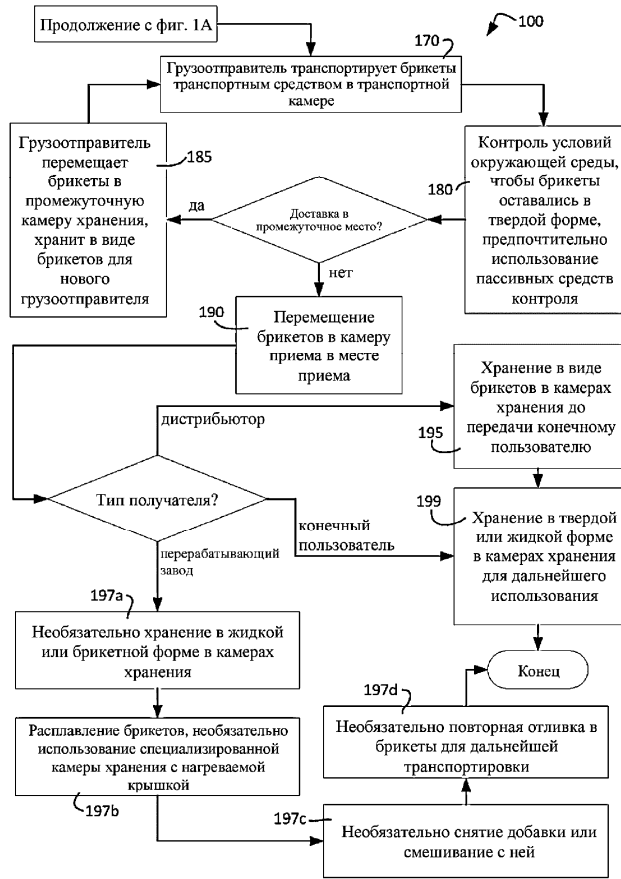 Продолжение с фиг. 1А
100
170
Грузоотправитель транспортирует брикеты
транспортным средством в транспортной
камере
185
Грузоотправитель
перемещает
брикеты в
промежуточную
камеру хранения,
хранит в виде
брикетов для
нового
грузоотправителя
да
Доставка в
промежуточное место?
нет
180
Контроль условий
окружающей среды,
чтобы брикеты
оставались в
твердой форме,
предпочтительно
использование
пассивных средств
контроля
190
Перемещение
брикетов в камеру
приема в месте
приема
дистрибьютор
195
Хранение в виде
брикетов в камерах
хранения до
передачи конечному
пользователю
Тип получателя?
конечный
пользователь
перерабатывающий
завод
199
Хранение в твердой
или жидкой форме
в камерах хранения
для дальнейшего
использования
197a
Необязательно хранение в жидкой
или брикетной форме в камерах
хранения
Конец
197d
Необязательно повторная отливка в
брикеты для дальнейшей
транспортировки
Расплавление брикетов, необязательно
использование специализированной
камеры хранения с нагреваемой
крышкой
197b
197c
Необязательно снятие добавки или
смешивание с ней